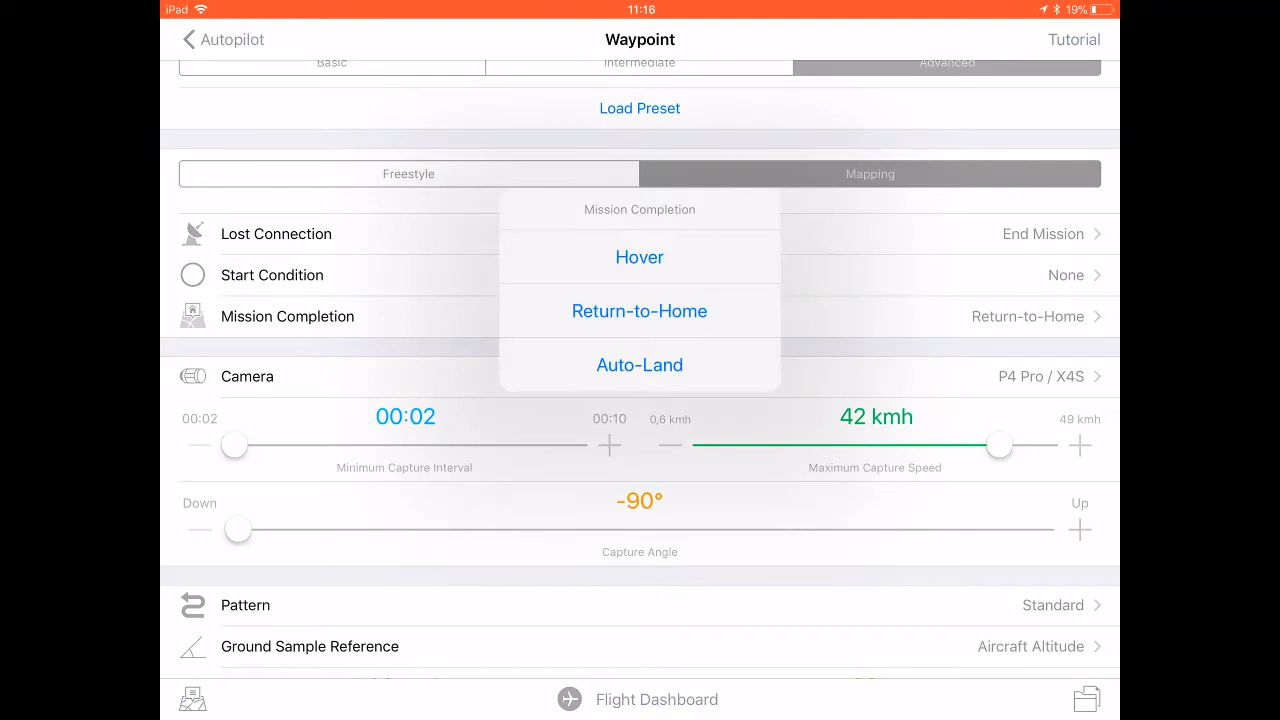 iPad 11:16 19%
Autopilot Waypoint Tutorial
Basic Intermediate Advanced
Load Preset
Freestyle Mapping
Mission Completion
Lost Connection End Mission
Hover
Start Condition None
Return-to-Home
Mission Completion Return-to-Home
Auto-Land
Camera P4 Pro / X4S
00:02 00:02 00:10 0,6 kmh 42 kmh 49 kmh
Minimum Capture Interval Maximum Capture Speed
Down -90° Up
Capture Angle
Pattern Standard
Ground Sample Reference Aircraft Altitude
Flight Dashboard